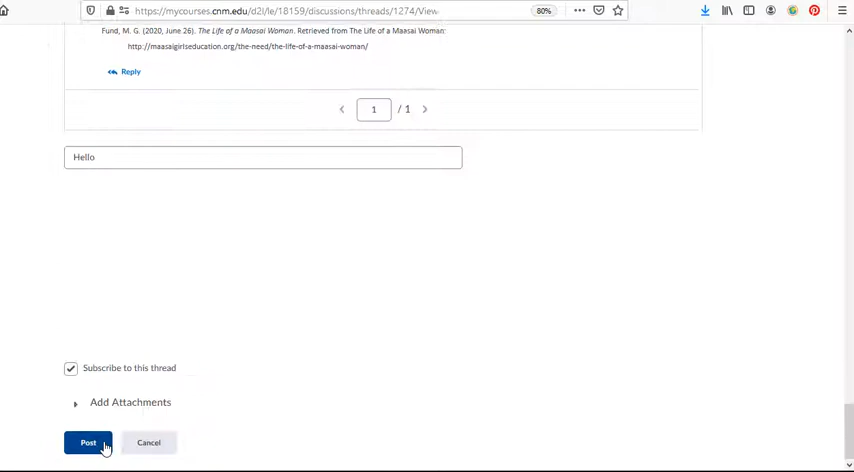 https://mycourses.cnm.edu/d2l/le/18159/discussions/threads/1274/View
80%
Fund, M. G. (2020, June 26). The Life of a Maasai Woman. Retrieved from The Life of a Maasai Woman:
http://maasaigirlseducation.org/the-need/the-life-of-a-maasai-woman/
Reply
1 / 1
Hello
Subscribe to this thread
Add Attachments
Post Cancel